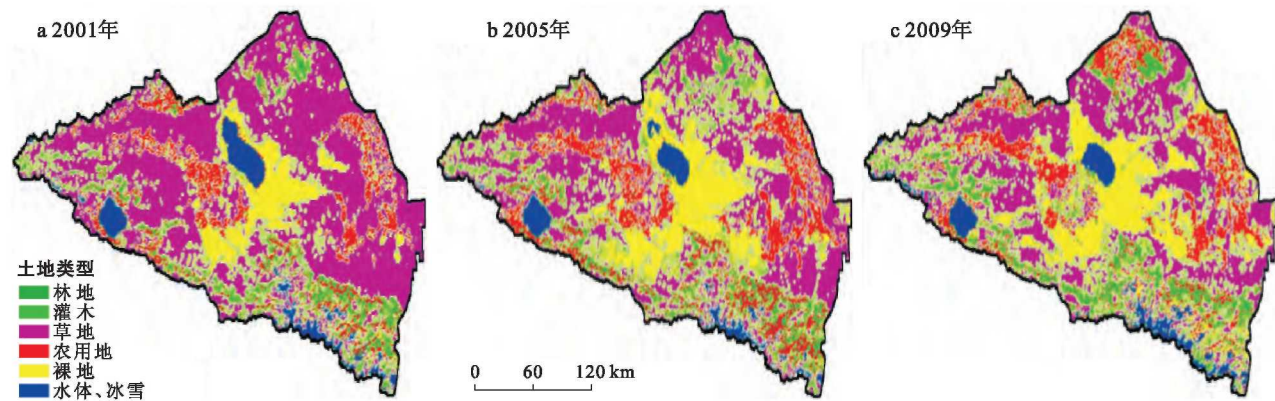 a 2001年
b 2005年
c 2009年
土地类型
林地
灌木
草地
农用地
裸地
水体、冰雪
0 60 120 km